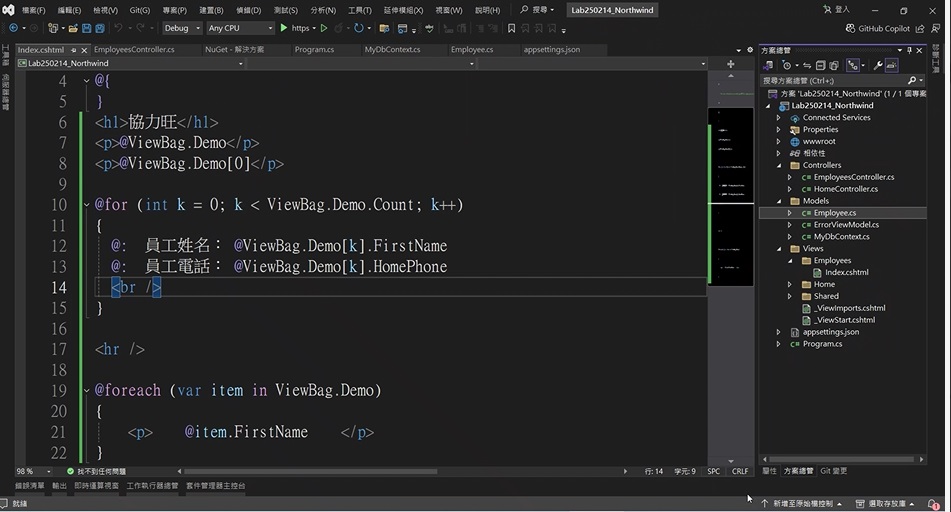 檔案(F) 編輯(E) 檢視(V) Git(G) 專案(P) 建置(B) 偵錯(D) 測試(S) 分析(N) 工具(T) 延伸模組(X) 視窗(W) 說明(H) 搜尋 Lab250214_Northwind 登入
Debug Any CPU https GitHub Copilot
Index.cshtml EmployeesController.cs NuGet - 解決方案 Program.cs MyDbContext.cs Employee.cs appsettings.json
Lab250214_Northwind
4 @{
5 }
6 <h1>協力旺</h1>
7 <p>@ViewBag.Demo</p>
8 <p>@ViewBag.Demo[0]</p>
9
10 @for (int k = 0; k < ViewBag.Demo.Count; k++)
11 {
12 @: 員工姓名： @ViewBag.Demo[k].FirstName
13 @: 員工電話： @ViewBag.Demo[k].HomePhone
14 <br />
15 }
16
17 <hr />
18
19 @foreach (var item in ViewBag.Demo)
20 {
21 <p> @item.FirstName </p>
22 }
98 % 找不到任何問題 行: 14 字元: 9 SPC CRLF
錯誤清單 輸出 即時運算視窗 工作執行器總管 套件管理器主控台
就緒
方案總管
搜尋方案總管 (Ctrl+;)
方案 'Lab250214_Northwind' (1 / 1 個專案
Lab250214_Northwind
Connected Services
Properties
wwwroot
相依性
Controllers
EmployeesController.cs
HomeController.cs
Models
Employee.cs
ErrorViewModel.cs
MyDbContext.cs
Views
Employees
Index.cshtml
Home
Shared
_ViewImports.cshtml
_ViewStart.cshtml
appsettings.json
Program.cs
屬性 方案總管 Git 變更
新增至原始檔控制 選取存放庫